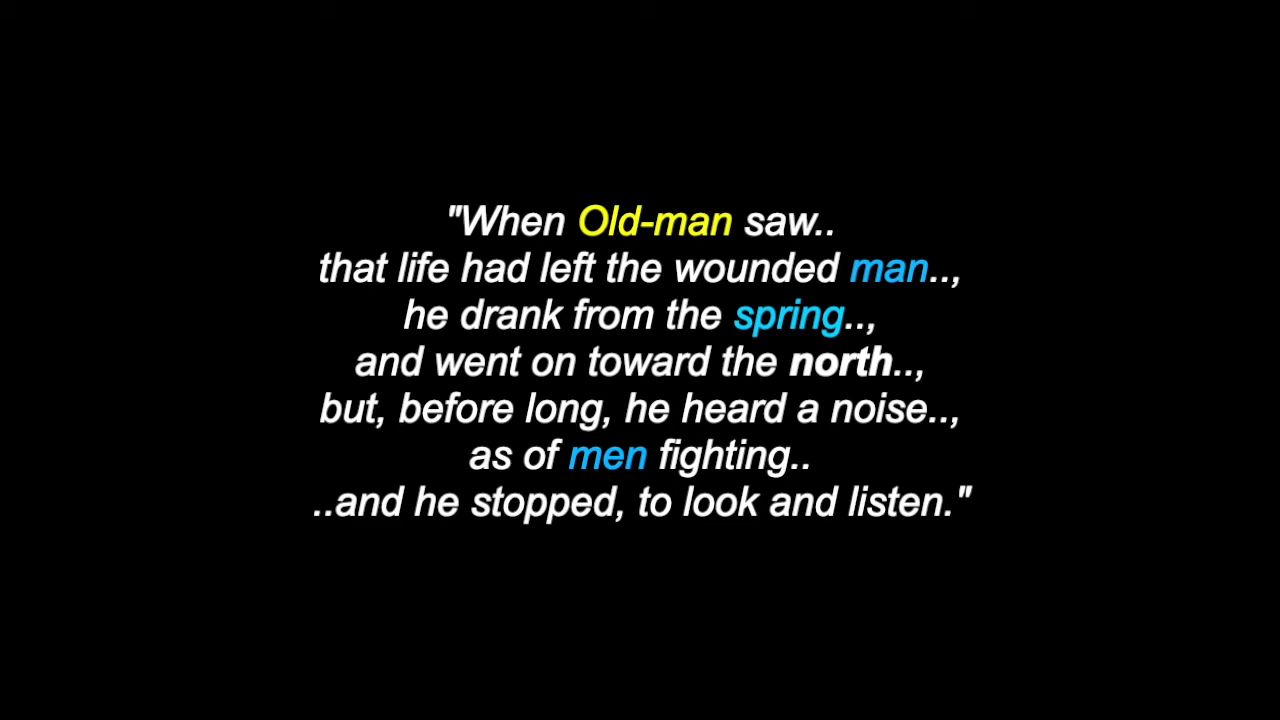 "When Old-man saw..
that life had left the wounded man..,
he drank from the spring..,
and went on toward the north..,
but, before long, he heard a noise..,
as of men fighting..
..and he stopped, to look and listen."